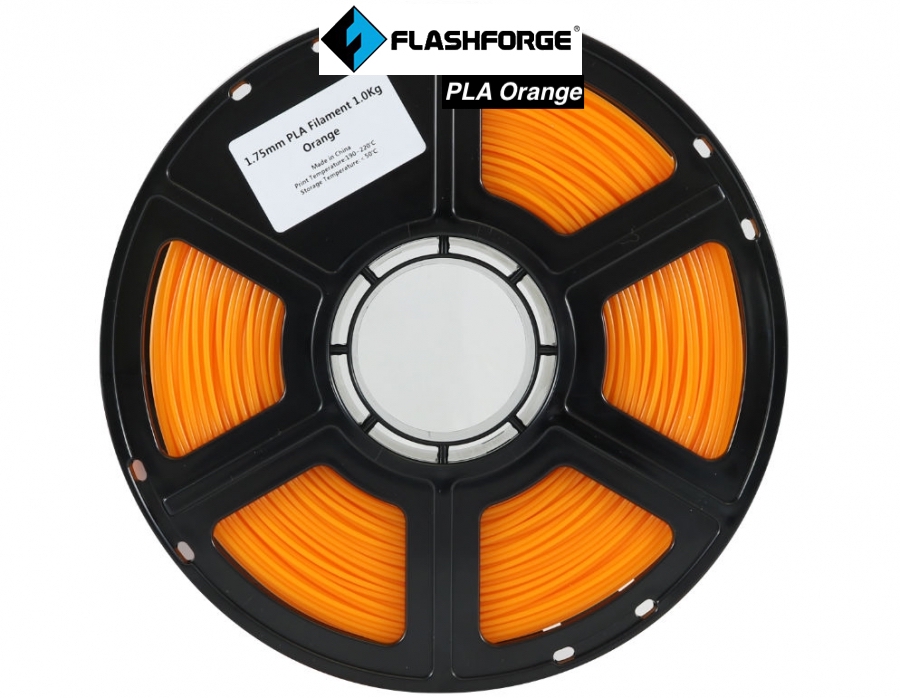 FLASHFORGE®
PLA Orange
1.75mm PLA Filament 1.0Kg
Orange
Made in China
Print Temperature:190~220°C
Storage Temperature:< 50°C